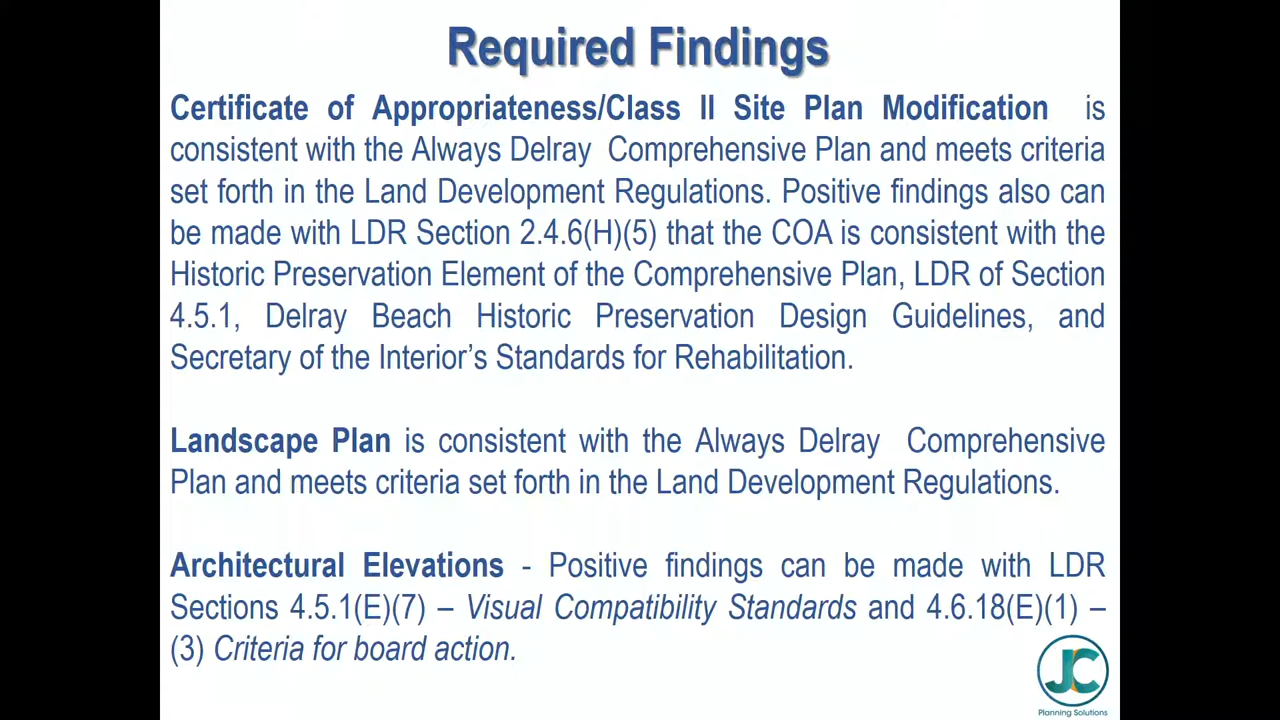 Required Findings
Certificate of Appropriateness/Class II Site Plan Modification is
consistent with the Always Delray Comprehensive Plan and meets criteria
set forth in the Land Development Regulations. Positive findings also can
be made with LDR Section 2.4.6(H)(5) that the COA is consistent with the
Historic Preservation Element of the Comprehensive Plan, LDR of Section
4.5.1, Delray Beach Historic Preservation Design Guidelines, and
Secretary of the Interior's Standards for Rehabilitation.
Landscape Plan is consistent with the Always Delray Comprehensive
Plan and meets criteria set forth in the Land Development Regulations.
Architectural Elevations - Positive findings can be made with LDR
Sections 4.5.1(E)(7) – Visual Compatibility Standards and 4.6.18(E)(1) –
(3) Criteria for board action.
JC
Planning Solutions